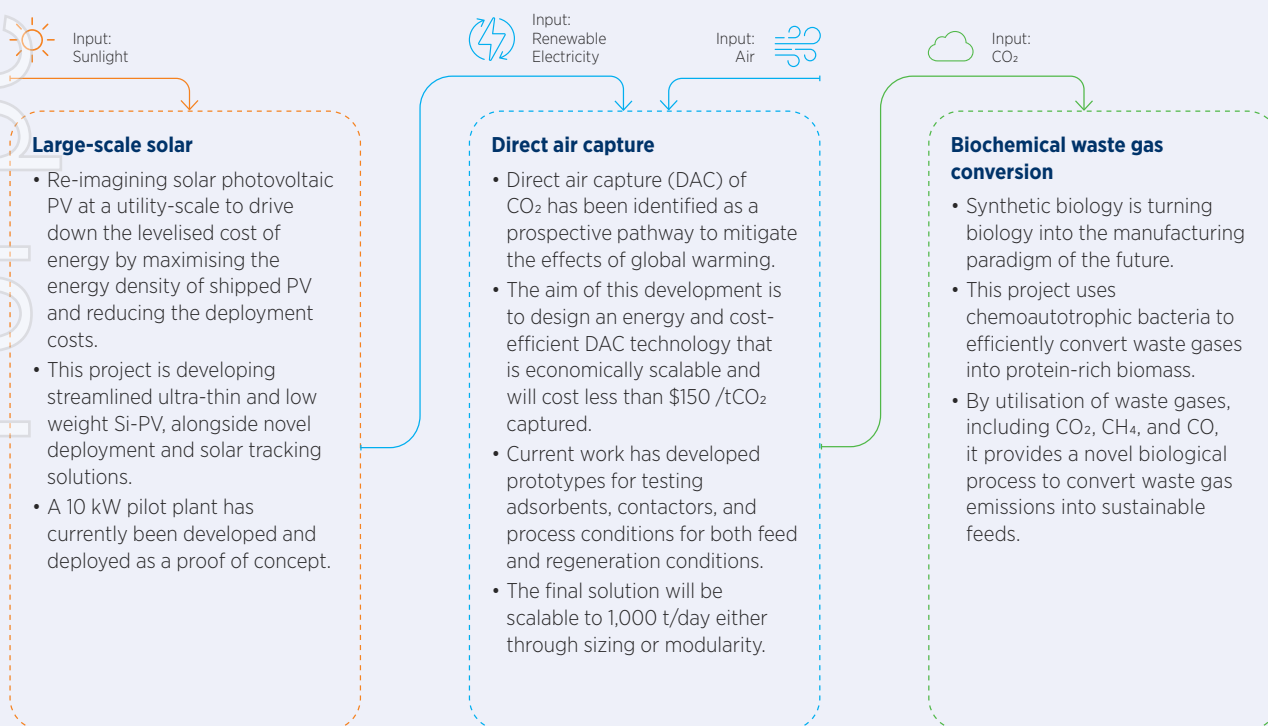 Input:
Sunlight
Input:
Renewable
Electricity
Input:
Air
Input:
CO₂
Large-scale solar
• Re-imagining solar photovoltaic
PV at a utility-scale to drive
down the levelised cost of
energy by maximising the
energy density of shipped PV
and reducing the deployment
costs.
• This project is developing
streamlined ultra-thin and low
weight Si-PV, alongside novel
deployment and solar tracking
solutions.
• A 10 kW pilot plant has
currently been developed and
deployed as a proof of concept.
Direct air capture
• Direct air capture (DAC) of
CO₂ has been identified as a
prospective pathway to mitigate
the effects of global warming.
• The aim of this development is
to design an energy and cost-
efficient DAC technology that
is economically scalable and
will cost less than $150 /tCO₂
captured.
• Current work has developed
prototypes for testing
adsorbents, contactors, and
process conditions for both feed
and regeneration conditions.
• The final solution will be
scalable to 1,000 t/day either
through sizing or modularity.
Biochemical waste gas
conversion
• Synthetic biology is turning
biology into the manufacturing
paradigm of the future.
• This project uses
chemoautotrophic bacteria to
efficiently convert waste gases
into protein-rich biomass.
• By utilisation of waste gases,
including CO₂, CH₄, and CO,
it provides a novel biological
process to convert waste gas
emissions into sustainable
feeds.